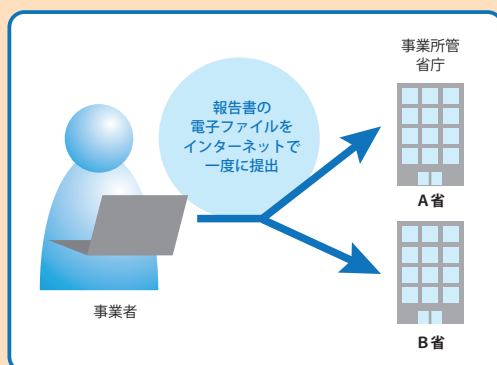 報告書の
電子ファイルを
インターネットで
一度に提出
事業者
事業所管
省庁
A省
B省